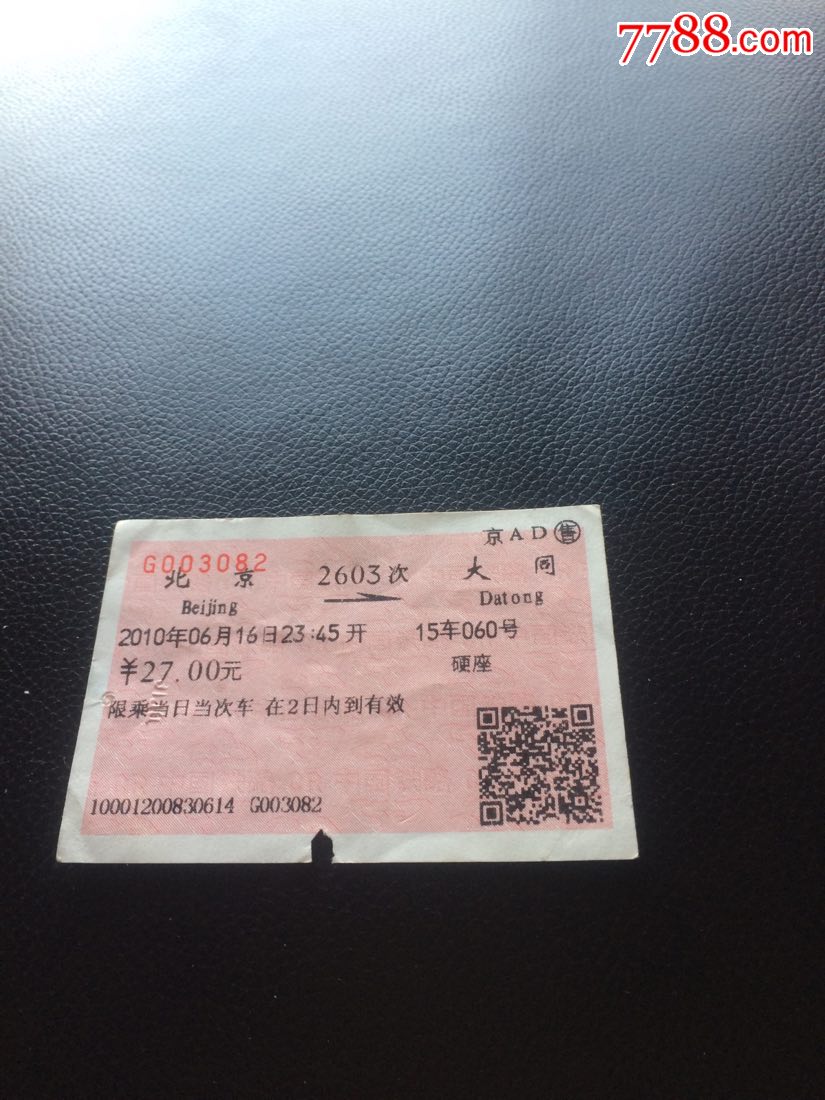 7788.com
京AD售
G003082
北京 2603次 大同
Beijing Datong
2010年06月16日23:45开 15车060号
¥27.00元 硬座
限乘当日当次车 在2日内到有效
10001200830614 G003082